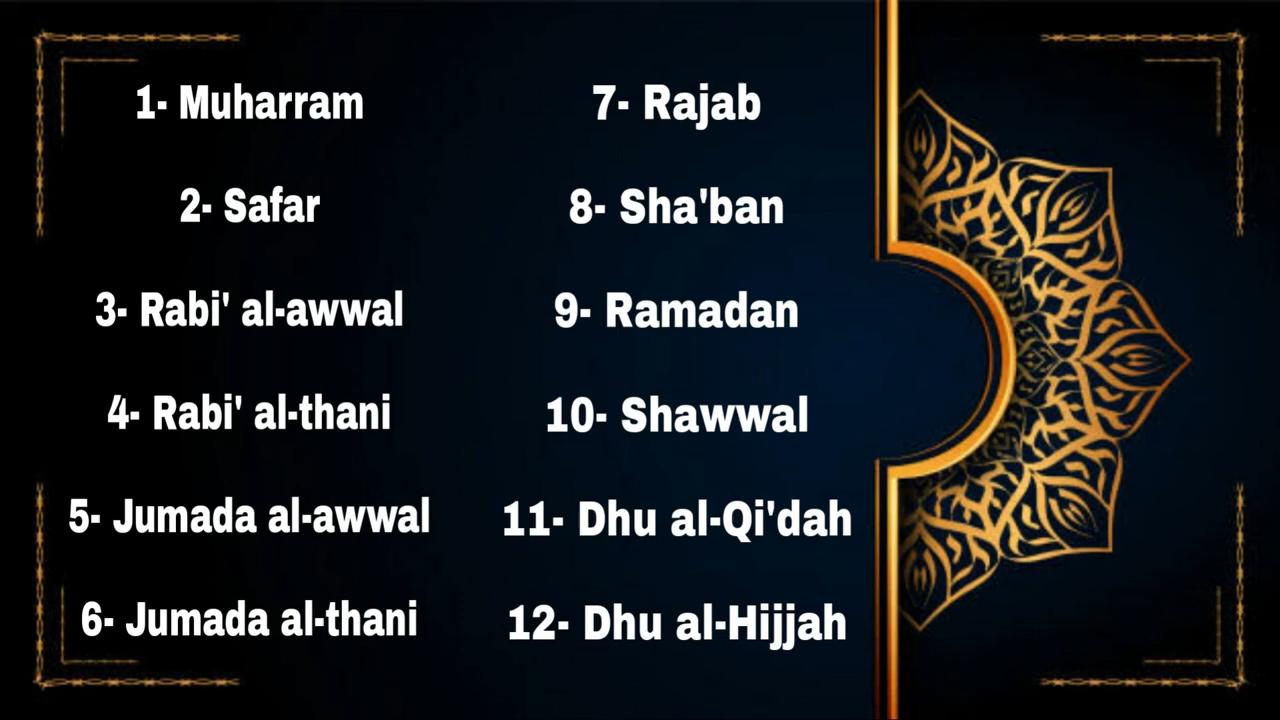 1- Muharram
2- Safar
3- Rabi' al-awwal
4- Rabi' al-thani
5- Jumada al-awwal
6- Jumada al-thani
7- Rajab
8- Sha'ban
9- Ramadan
10- Shawwal
11- Dhu al-Qi'dah
12- Dhu al-Hijjah